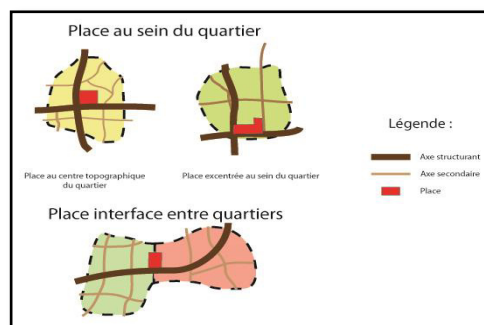 Place au sein du quartier
Place au centre topographique
du quartier
Place excentrée au sein du quartier
Place interface entre quartiers
Légende :
Axe structurant
Axe secondaire
Place